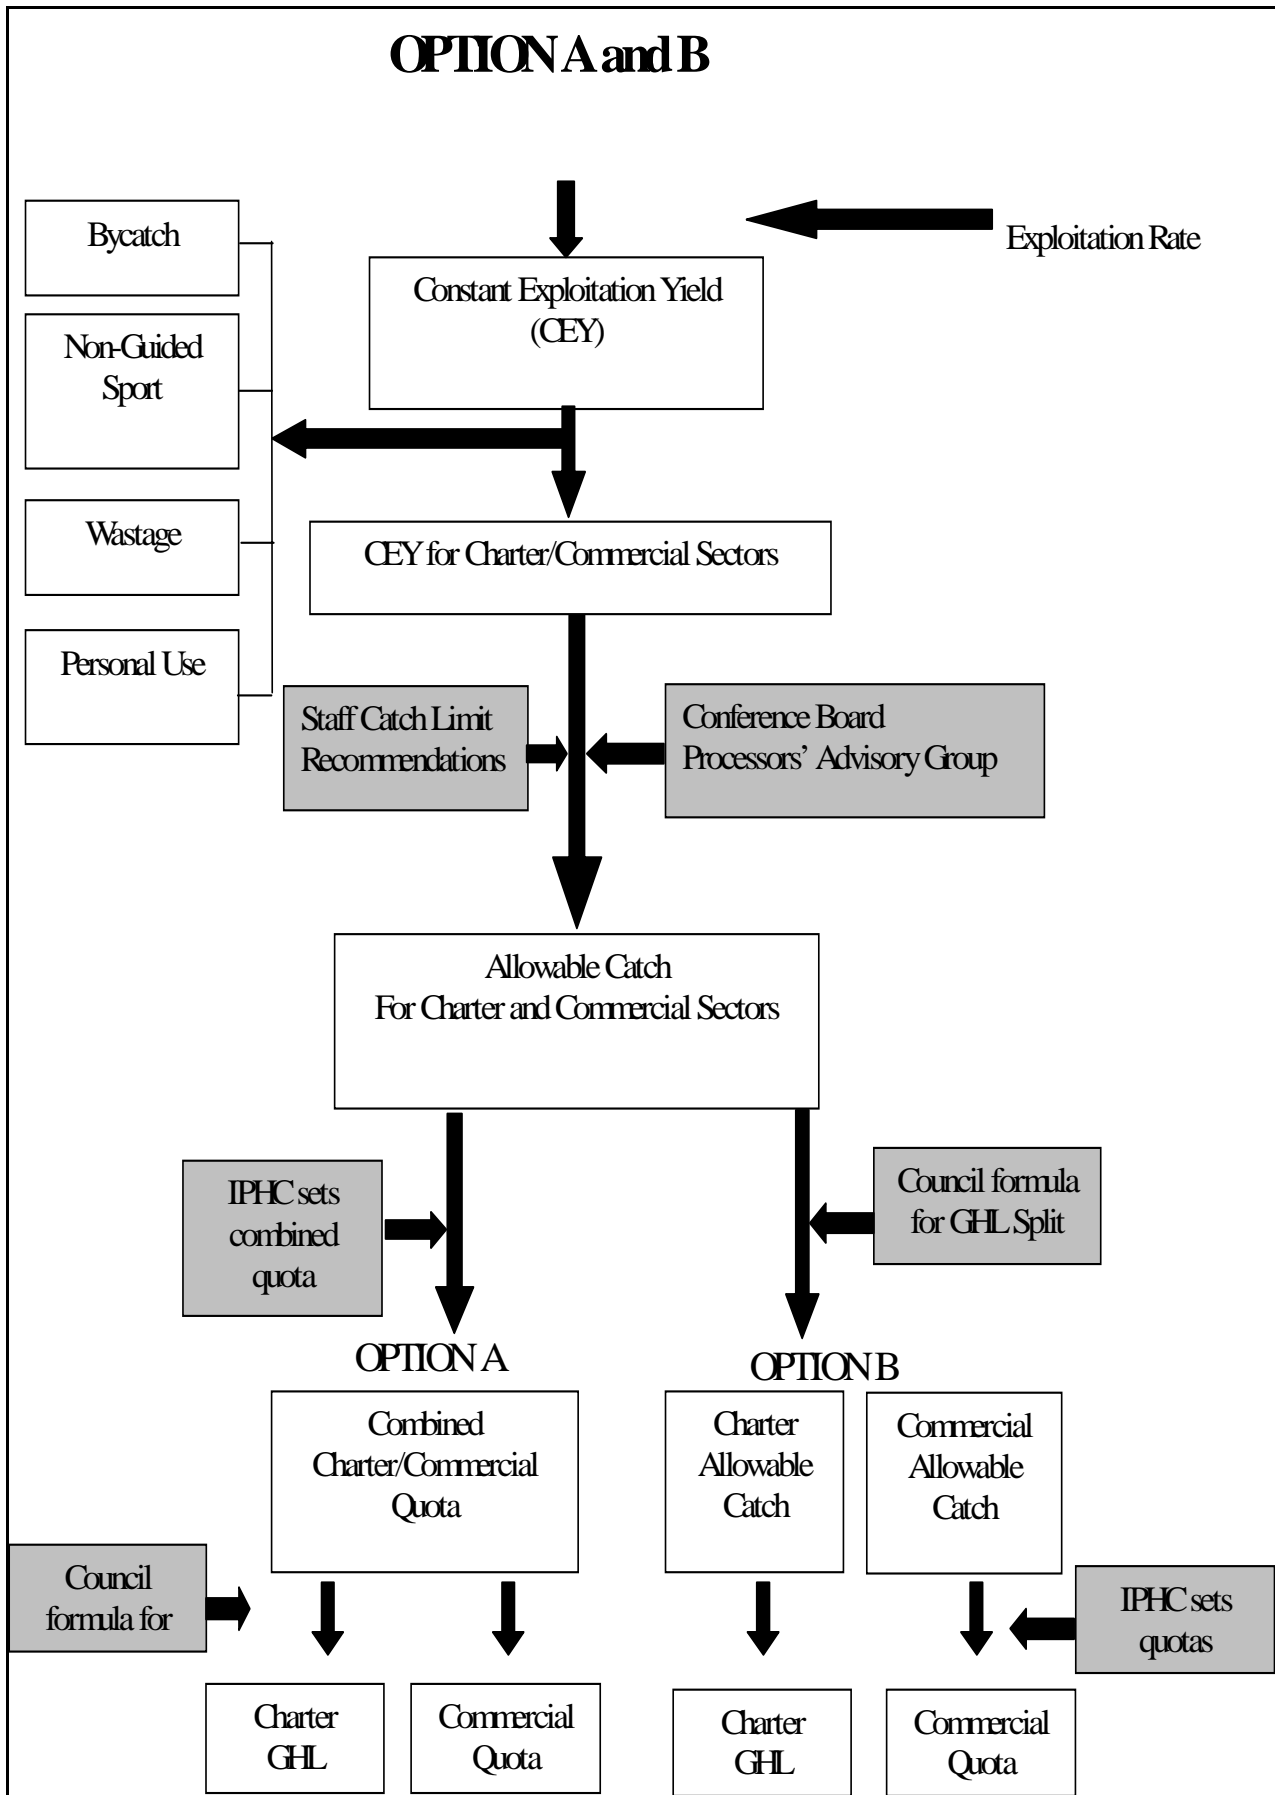 OPTION A and B
Exploitation Rate
Bycatch
Constant Exploitation Yield
(CEY)
Non-Guided
Sport
Wastage
CEY for Charter/Commercial Sectors
Personal Use
Staff Catch Limit
Recommendations
Conference Board
Processors’ Advisory Group
Allowable Catch
For Charter and Commercial Sectors
IPHC sets
combined
quota
Council formula
for GHL Split
OPTION A
OPTION B
Combined
Charter/Commercial
Quota
Charter
Allowable
Catch
Commercial
Allowable
Catch
Council
formula for
IPHC sets
quotas
Charter
GHL
Commercial
Quota
Charter
GHL
Commercial
Quota